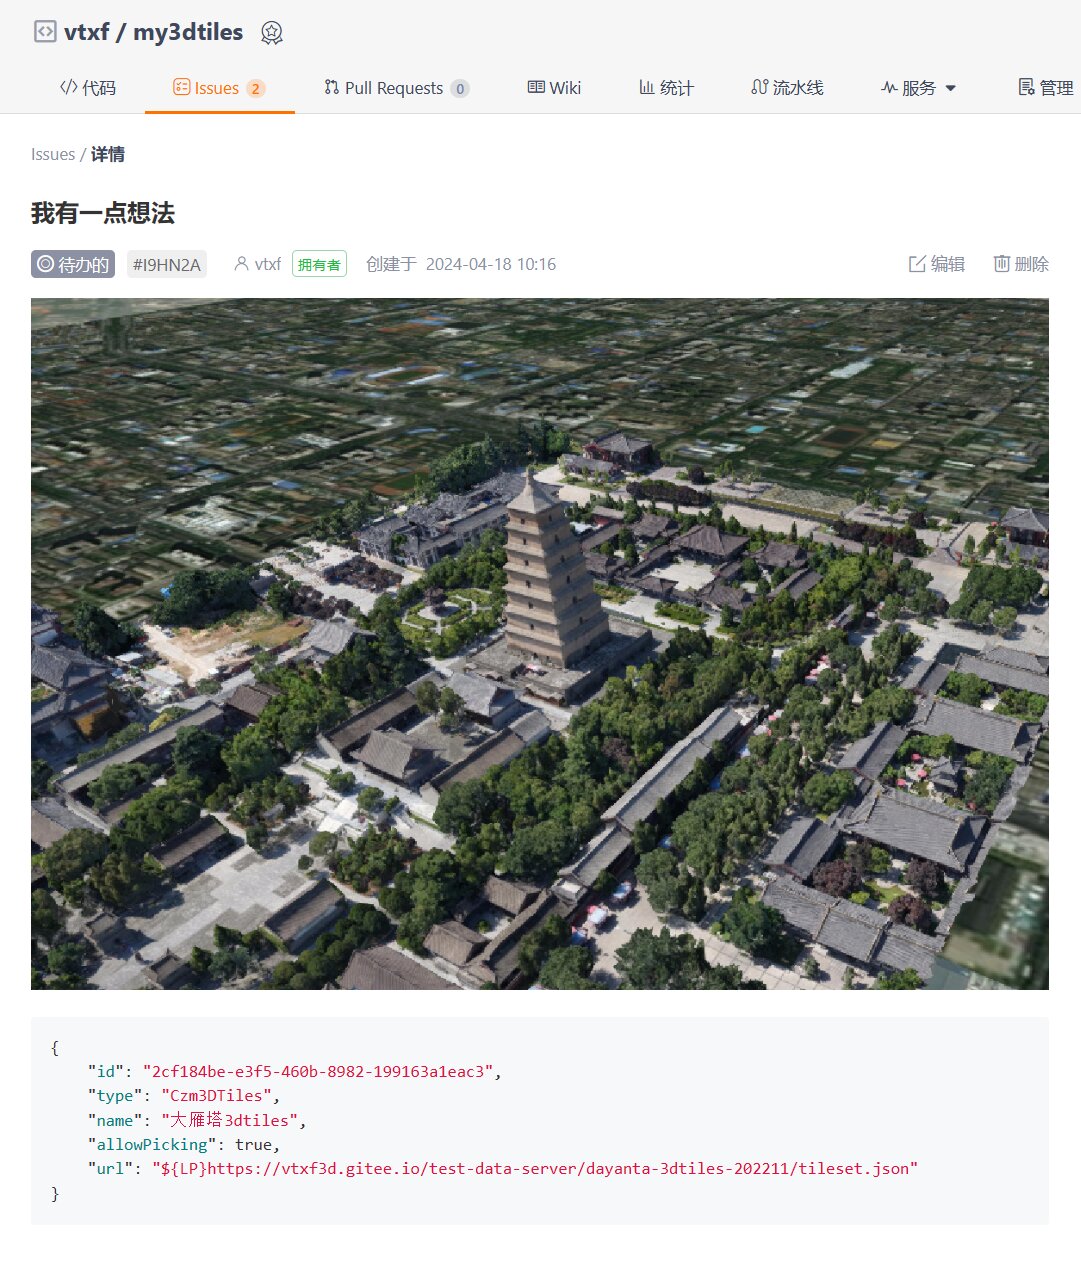 vtxf / my3dtiles
代码 Issues 2 Pull Requests 0 Wiki 统计 流水线 服务 管理
Issues / 详情
我有一点想法
待办的 #I9HN2A vtxf 拥有者 创建于 2024-04-18 10:16 编辑 删除
{
    "id": "2cf184be-e3f5-460b-8982-199163a1eac3",
    "type": "Czm3DTiles",
    "name": "大雁塔3dtiles",
    "allowPicking": true,
    "url": "${LP}https://vtxf3d.gitee.io/test-data-server/dayanta-3dtiles-202211/tileset.json"
}